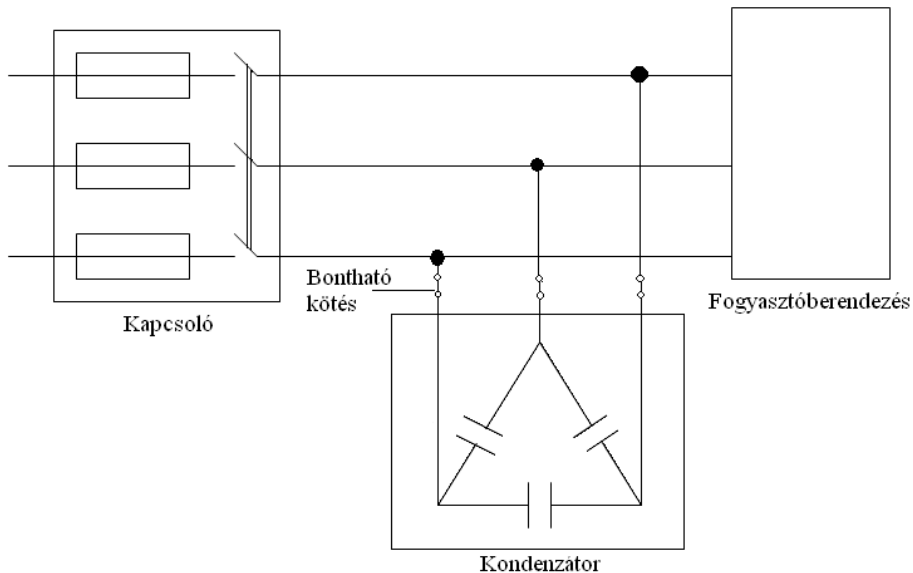 Bontható
kötés
Kapcsoló
Fogyasztóberendezés
Kondenzátor